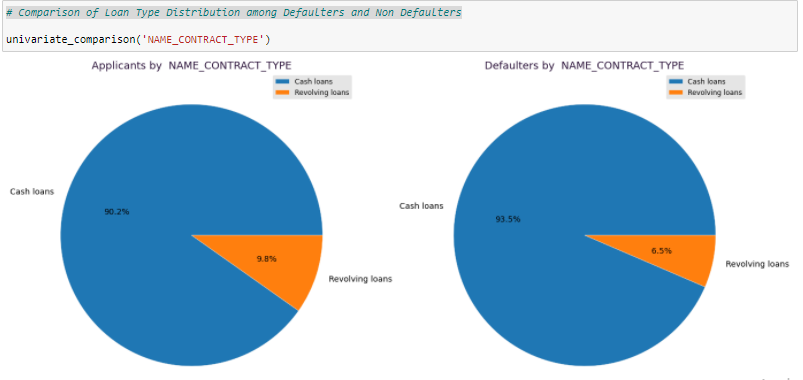 # Comparison of Loan Type Distribution among Defaulters and Non Defaulters
univariate_comparison('NAME_CONTRACT_TYPE')
Applicants by NAME_CONTRACT_TYPE
Cash loans
Revolving loans
Cash loans
90.2%
9.8%
Revolving loans
Defaulters by NAME_CONTRACT_TYPE
Cash loans
Revolving loans
Cash loans
93.5%
6.5%
Revolving loans